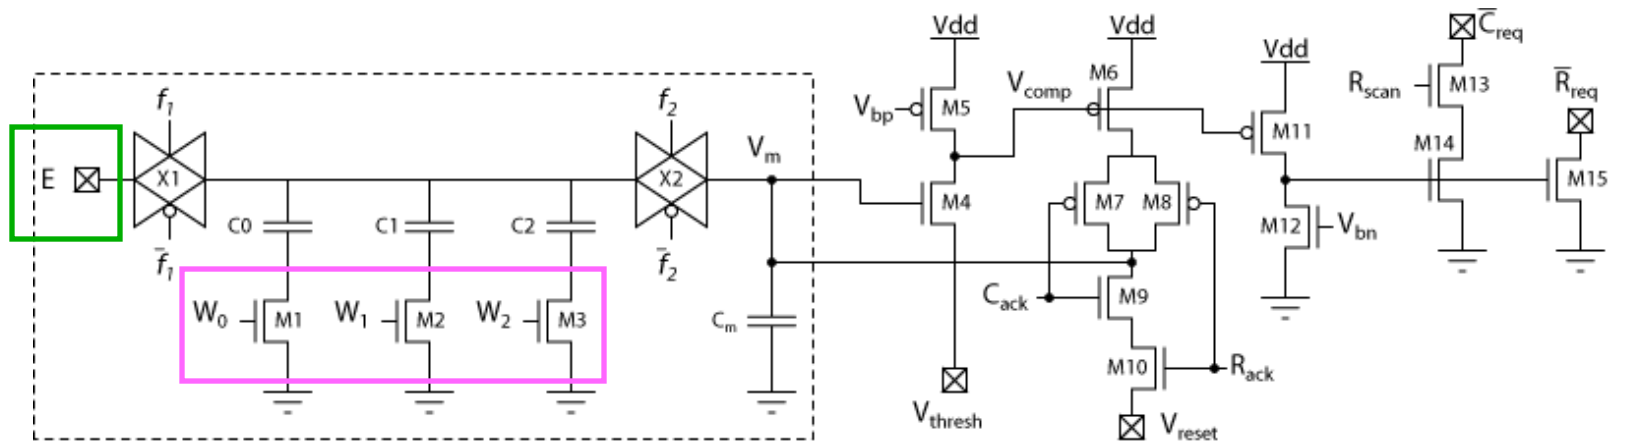 Vdd
Vdd
Vdd
C̅req
M6
Vcomp
Rscan
M13
R̅req
f1
f2
Vbp
M5
M11
M14
Vm
E
X1
X2
M4
M7
M8
M15
C0
C1
C2
M12
Vbn
f̅1
f̅2
Cack
M9
W0
M1
W1
M2
W2
M3
Cm
M10
Rack
Vthresh
Vreset